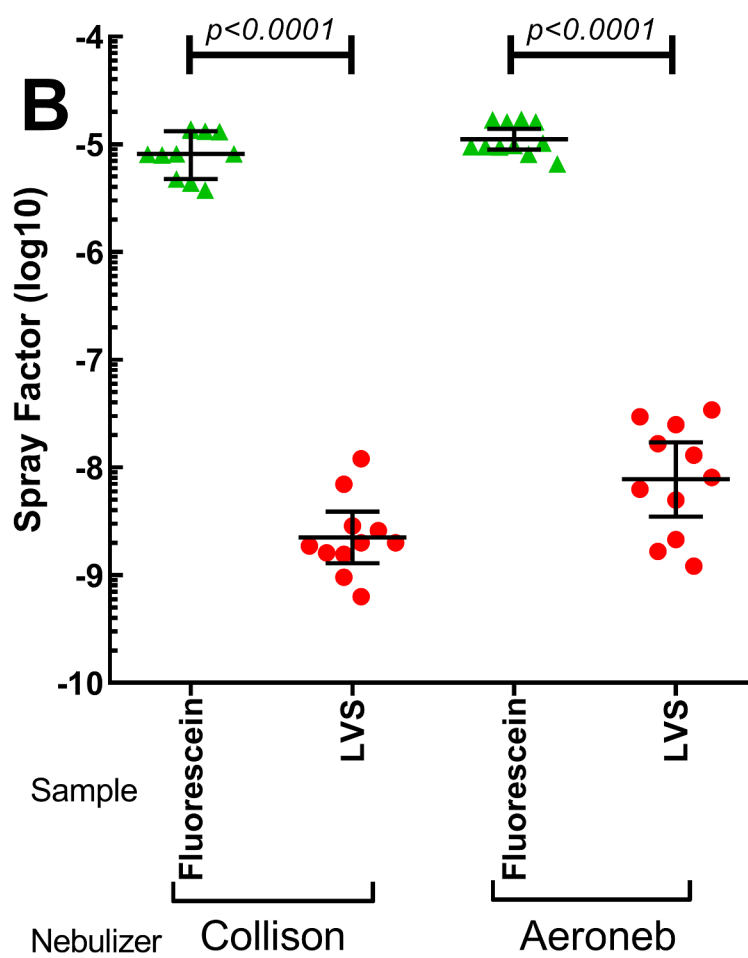 p<0.0001 p<0.0001
B
-4
-5
-6
-7
-8
-9
-10
Spray Factor (log10)
Sample Fluorescein LVS Fluorescein LVS
Nebulizer Collison Aeroneb